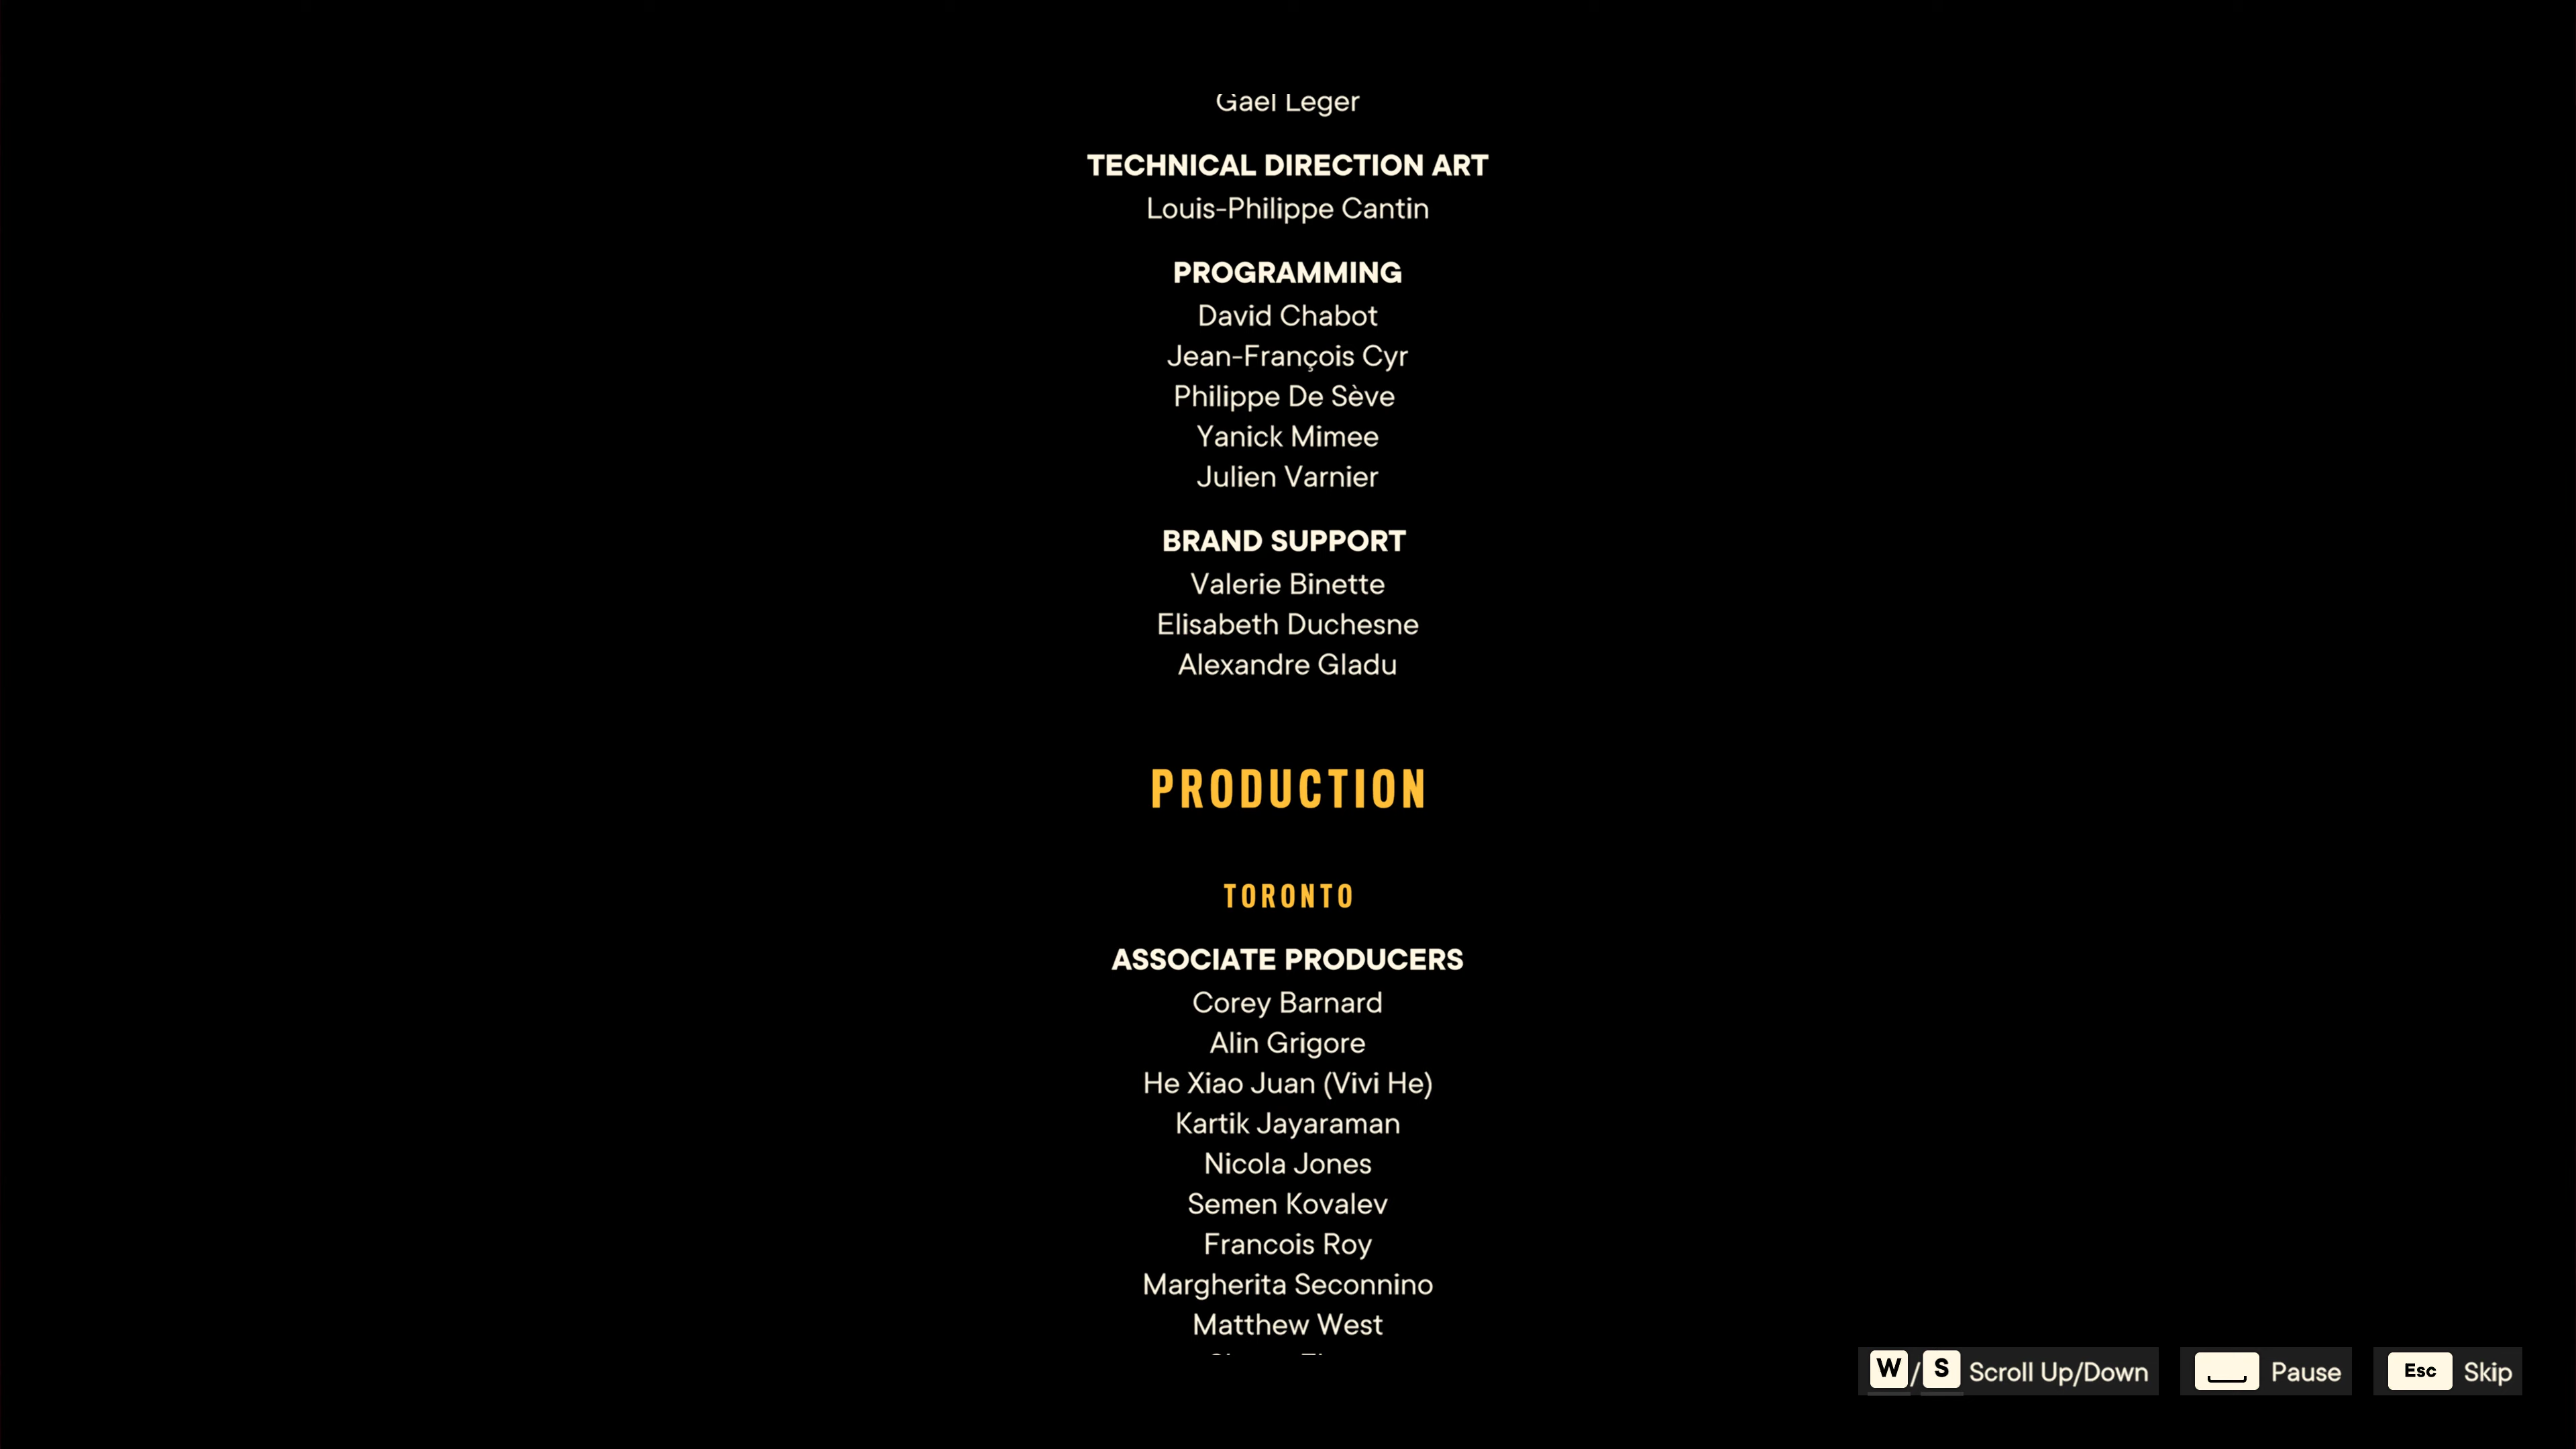 Gael Leger
TECHNICAL DIRECTION ART
Louis-Philippe Cantin
PROGRAMMING
David Chabot
Jean-François Cyr
Philippe De Sève
Yanick Mimee
Julien Varnier
BRAND SUPPORT
Valerie Binette
Elisabeth Duchesne
Alexandre Gladu
PRODUCTION
TORONTO
ASSOCIATE PRODUCERS
Corey Barnard
Alin Grigore
He Xiao Juan (Vivi He)
Kartik Jayaraman
Nicola Jones
Semen Kovalev
Francois Roy
Margherita Seconnino
Matthew West
W/S Scroll Up/Down Pause Esc Skip